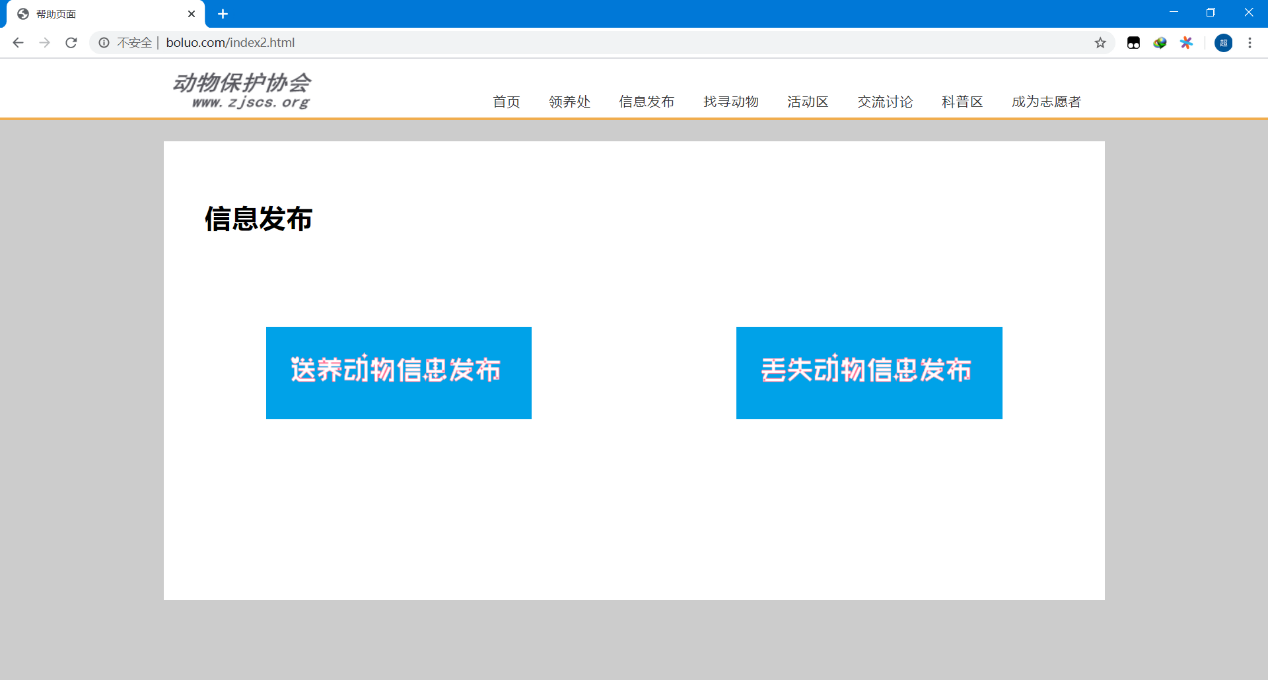 帮助页面
不安全 | boluo.com/index2.html
超
动物保护协会
www.zjscs.org
首页 领养处 信息发布 找寻动物 活动区 交流讨论 科普区 成为志愿者
信息发布
送养动物信息发布 丢失动物信息发布